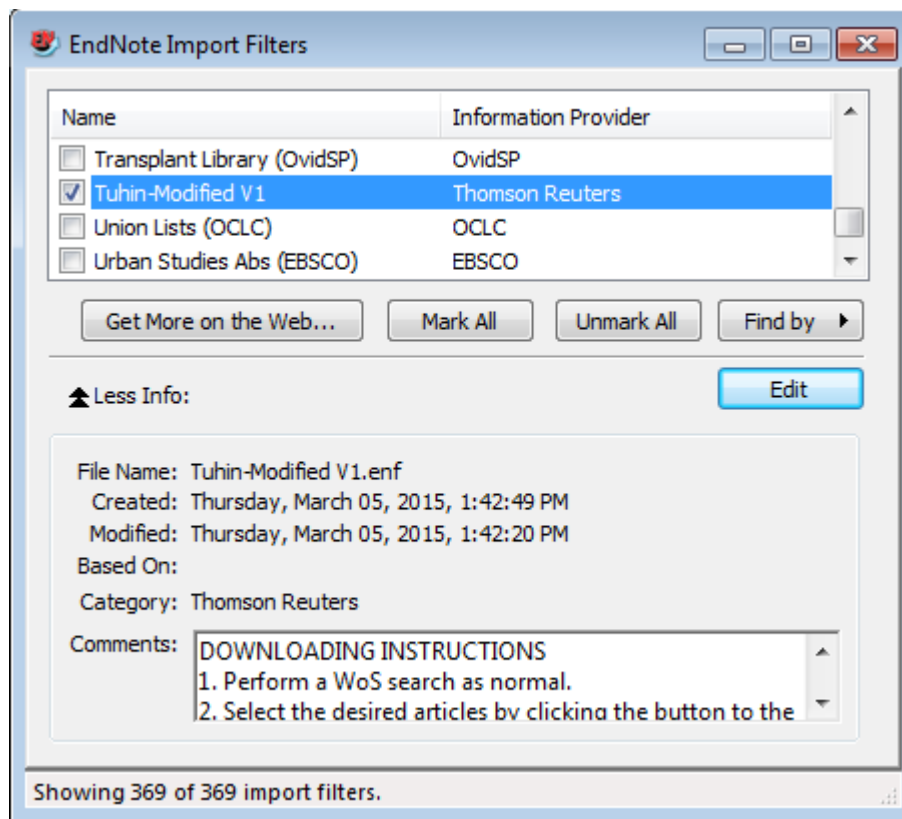 EndNote Import Filters
Name Information Provider
Transplant Library (OvidSP) OvidSP
Tuhin-Modified V1 Thomson Reuters
Union Lists (OCLC) OCLC
Urban Studies Abs (EBSCO) EBSCO
Get More on the Web... Mark All Unmark All Find by
Less Info: Edit
File Name: Tuhin-Modified V1.enf
Created: Thursday, March 05, 2015, 1:42:49 PM
Modified: Thursday, March 05, 2015, 1:42:20 PM
Based On:
Category: Thomson Reuters
Comments: DOWNLOADING INSTRUCTIONS
1. Perform a WoS search as normal.
2. Select the desired articles by clicking the button to the
Showing 369 of 369 import filters.